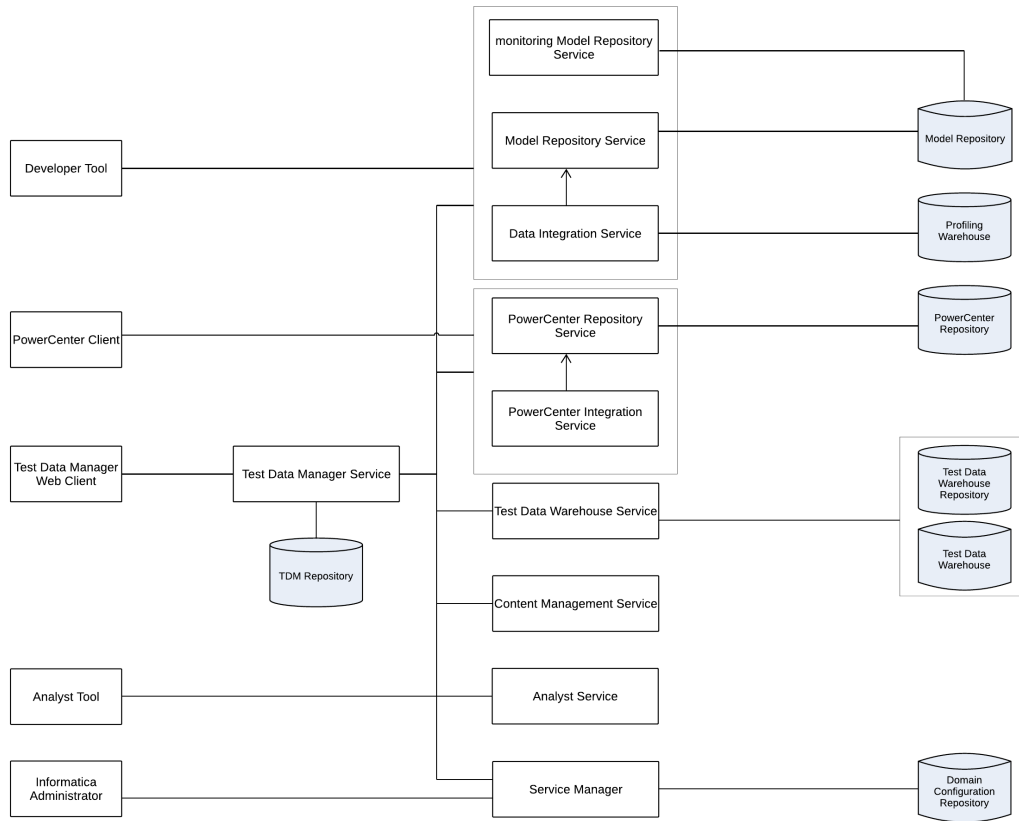 monitoring Model Repository
Service
Model Repository Service
Model Repository
Developer Tool
Data Integration Service
Profiling
Warehouse
PowerCenter Client
PowerCenter Repository
Service
PowerCenter
Repository
PowerCenter Integration
Service
Test Data Manager
Web Client
Test Data Manager Service
Test Data
Warehouse
Repository
Test Data Warehouse Service
Test Data
Warehouse
TDM Repository
Content Management Service
Analyst Tool
Analyst Service
Informatica
Administrator
Service Manager
Domain
Configuration
Repository